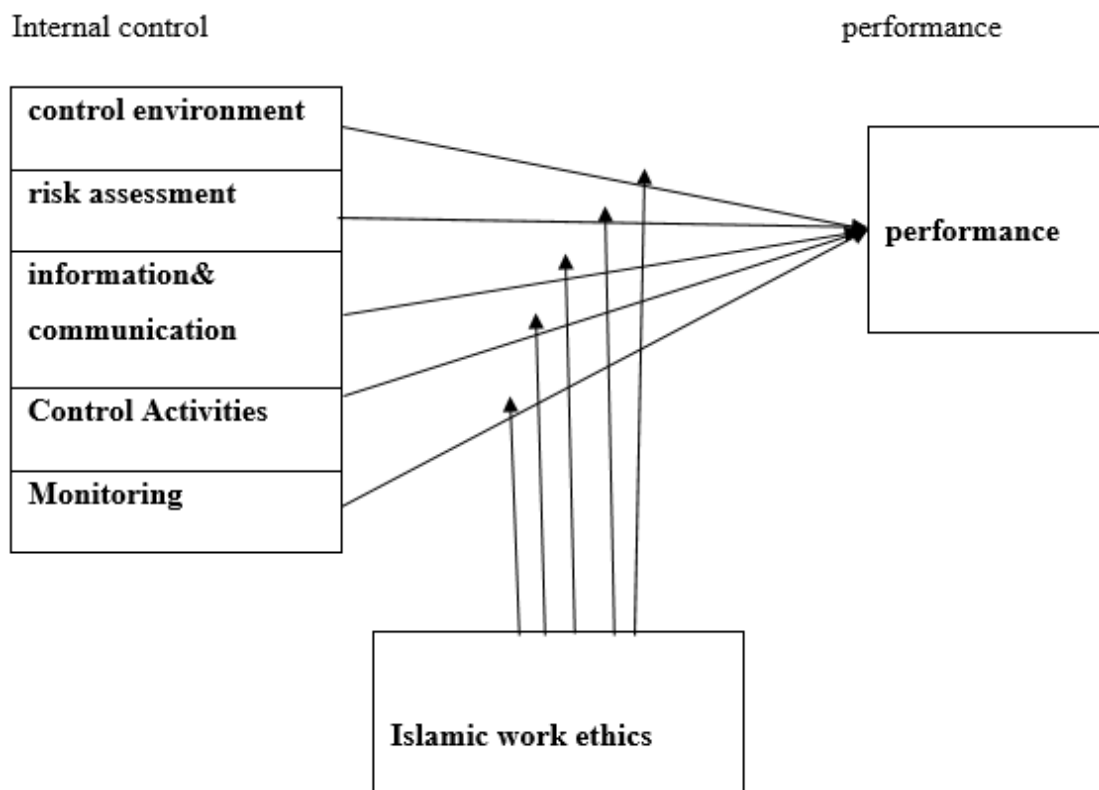 Internal control
performance
control environment
risk assessment
information&
communication
Control Activities
Monitoring
performance
Islamic work ethics